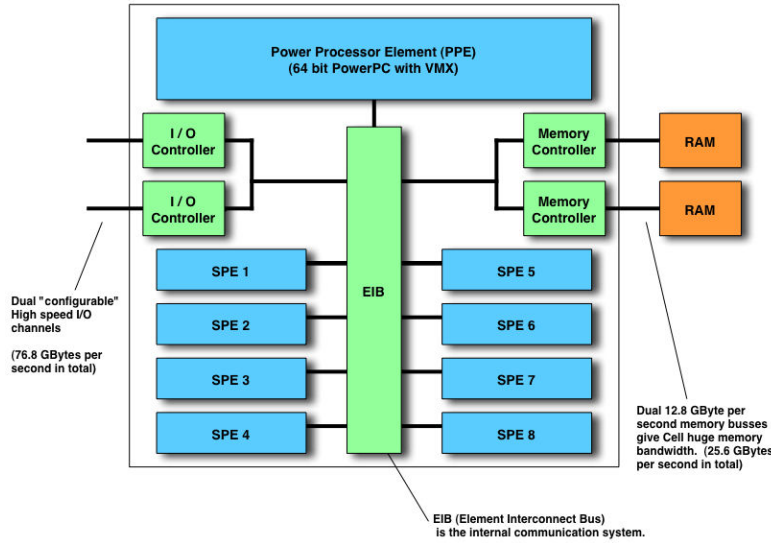 Power Processor Element (PPE)
(64 bit PowerPC with VMX)
I / O
Controller
Memory
Controller
RAM
I / O
Controller
Memory
Controller
RAM
EIB
SPE 1
SPE 5
SPE 2
SPE 6
SPE 3
SPE 7
SPE 4
SPE 8
Dual "configurable"
High speed I/O
channels
(76.8 GBytes per
second in total)
Dual 12.8 GByte per
second memory busses
give Cell huge memory
bandwidth. (25.6 GBytes
per second in total)
EIB (Element Interconnect Bus)
is the internal communication system.